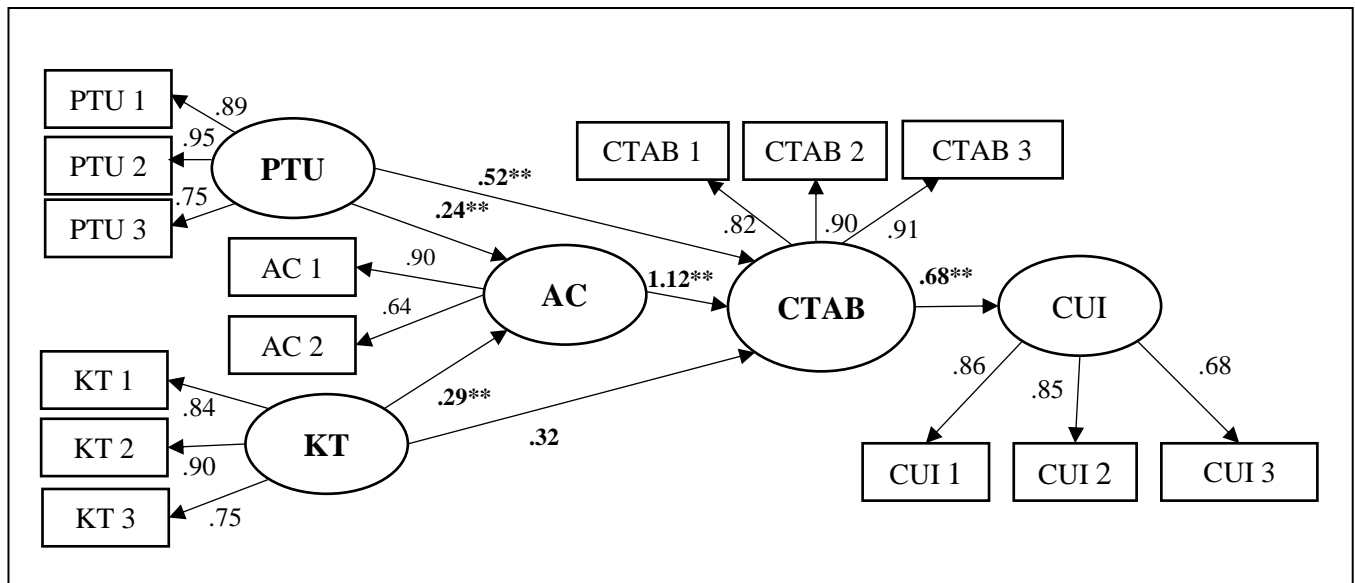 PTU 1
.89
PTU 2
.95
PTU 3
.75
PTU
.52**
.24**
CTAB 1
CTAB 2
CTAB 3
.82
.90
.91
AC 1
.90
AC 2
.64
AC
1.12**
CTAB
.68**
CUI
KT 1
.84
KT 2
.90
KT 3
.75
KT
.29**
.32
.86
.85
.68
CUI 1
CUI 2
CUI 3